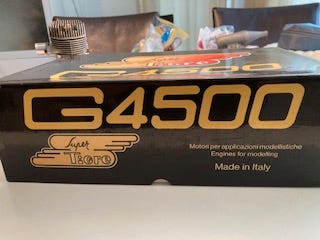 G4500
Super
Tigre
Motori per applicazioni modellistiche
Engines for modelling
Made in Italy